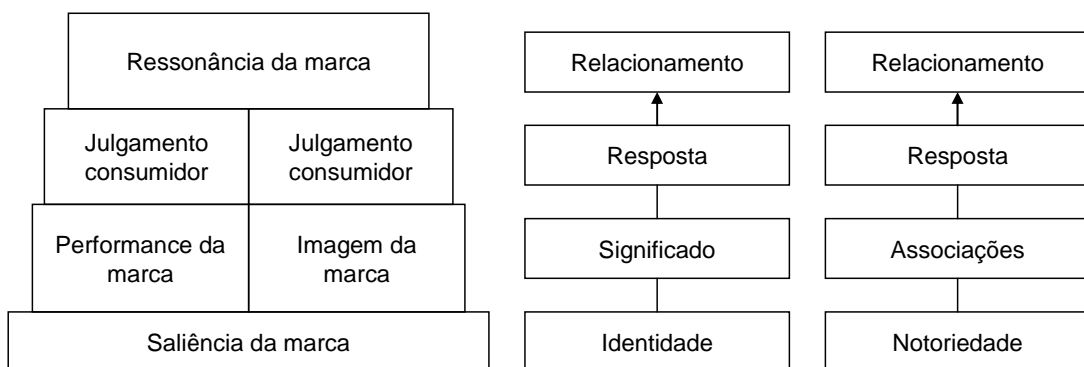 Ressonância da marca
Relacionamento
Relacionamento
Julgamento
consumidor
Julgamento
consumidor
Resposta
Resposta
Performance da
marca
Imagem da
marca
Significado
Associações
Saliência da marca
Identidade
Notoriedade